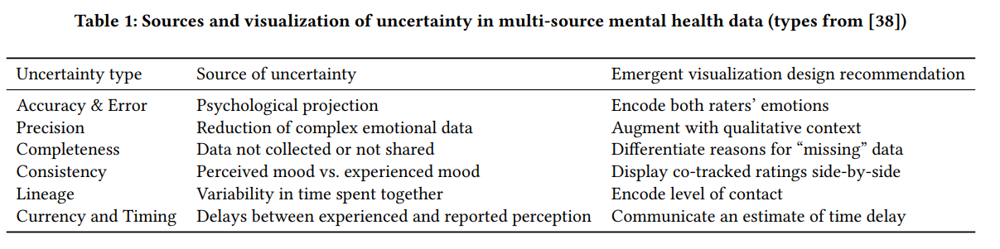 Table 1: Sources and visualization of uncertainty in multi-source mental health data (types from [38])
Uncertainty type Source of uncertainty Emergent visualization design recommendation
Accuracy & Error Psychological projection Encode both raters’ emotions
Precision Reduction of complex emotional data Augment with qualitative context
Completeness Data not collected or not shared Differentiate reasons for “missing” data
Consistency Perceived mood vs. experienced mood Display co-tracked ratings side-by-side
Lineage Variability in time spent together Encode level of contact
Currency and Timing Delays between experienced and reported perception Communicate an estimate of time delay